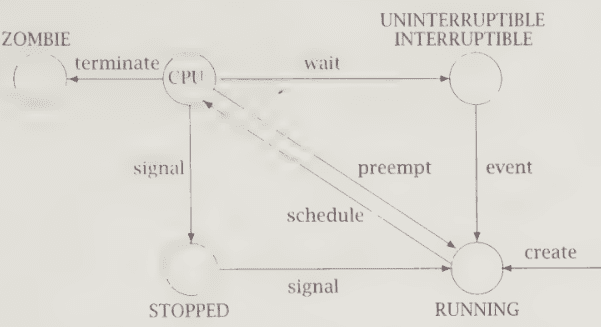 UNINTERRUPTIBLE
ZOMBIE
INTERRUPTIBLE
terminate
CPU
wait
signal
preempt
event
schedule
create
signal
STOPPED
RUNNING